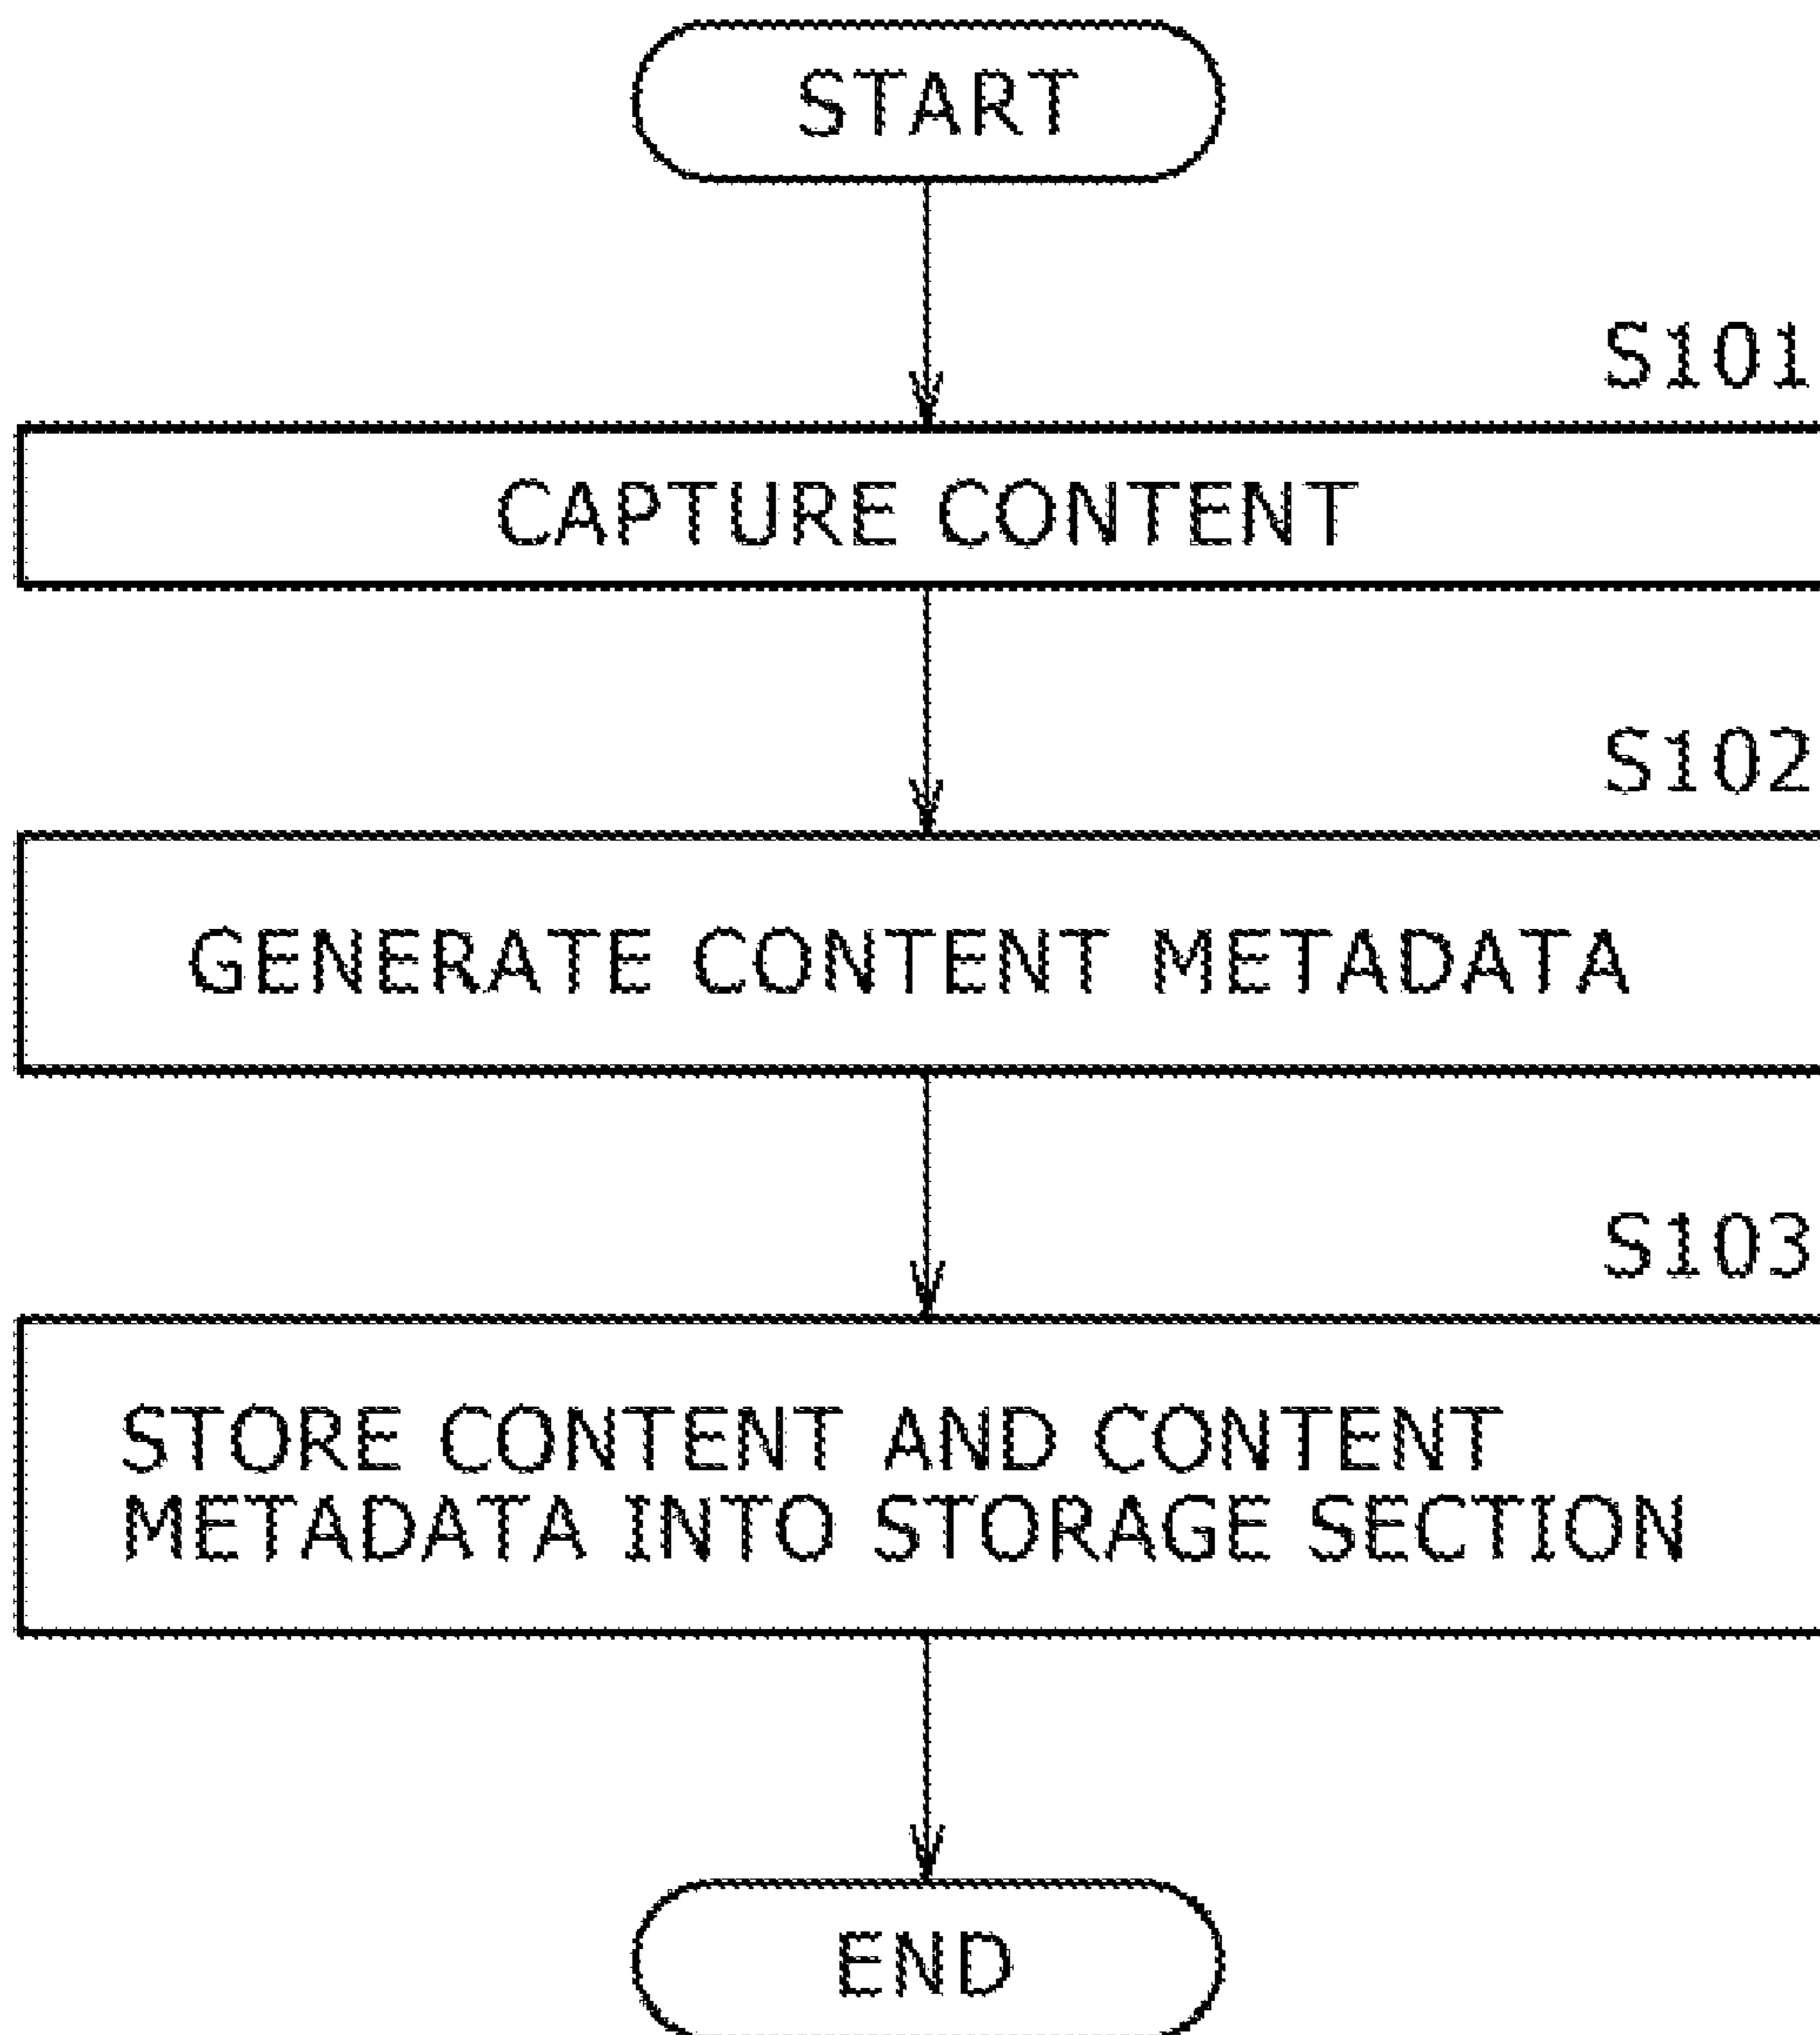 START
S101
CAPTURE CONTENT
S102
GENERATE CONTENT METADATA
S103
STORE CONTENT AND CONTENT
METADATA INTO STORAGE SECTION
END